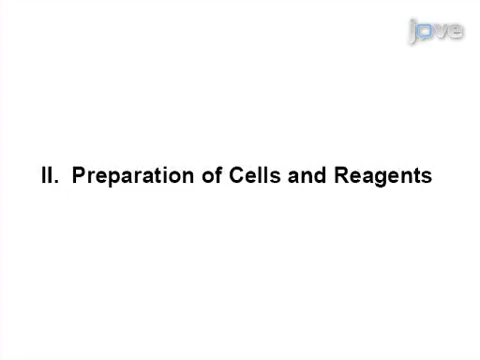 jove
II. Preparation of Cells and Reagents